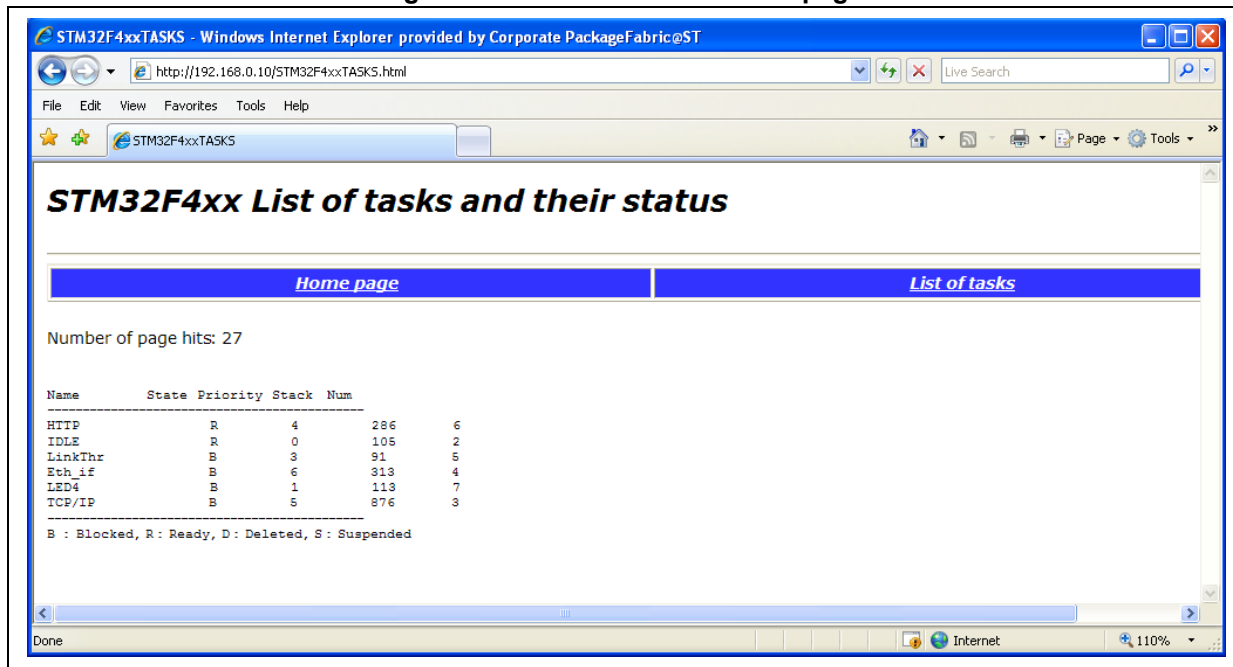 STM32F4xxTASKS - Windows Internet Explorer provided by Corporate PackageFabric@ST
http://192.168.0.10/STM32F4xxTASKS.html Live Search
File Edit View Favorites Tools Help
STM32F4xxTASKS Page Tools »
STM32F4xx List of tasks and their status
Home page List of tasks
Number of page hits: 27
Name State Priority Stack Num
---------------------------------------------
HTTP R 4 286 6
IDLE R 0 105 2
LinkThr B 3 91 5
Eth_if B 6 313 4
LED4 B 1 113 7
TCP/IP B 5 876 3
---------------------------------------------
B : Blocked, R : Ready, D : Deleted, S : Suspended
Done Internet 110%